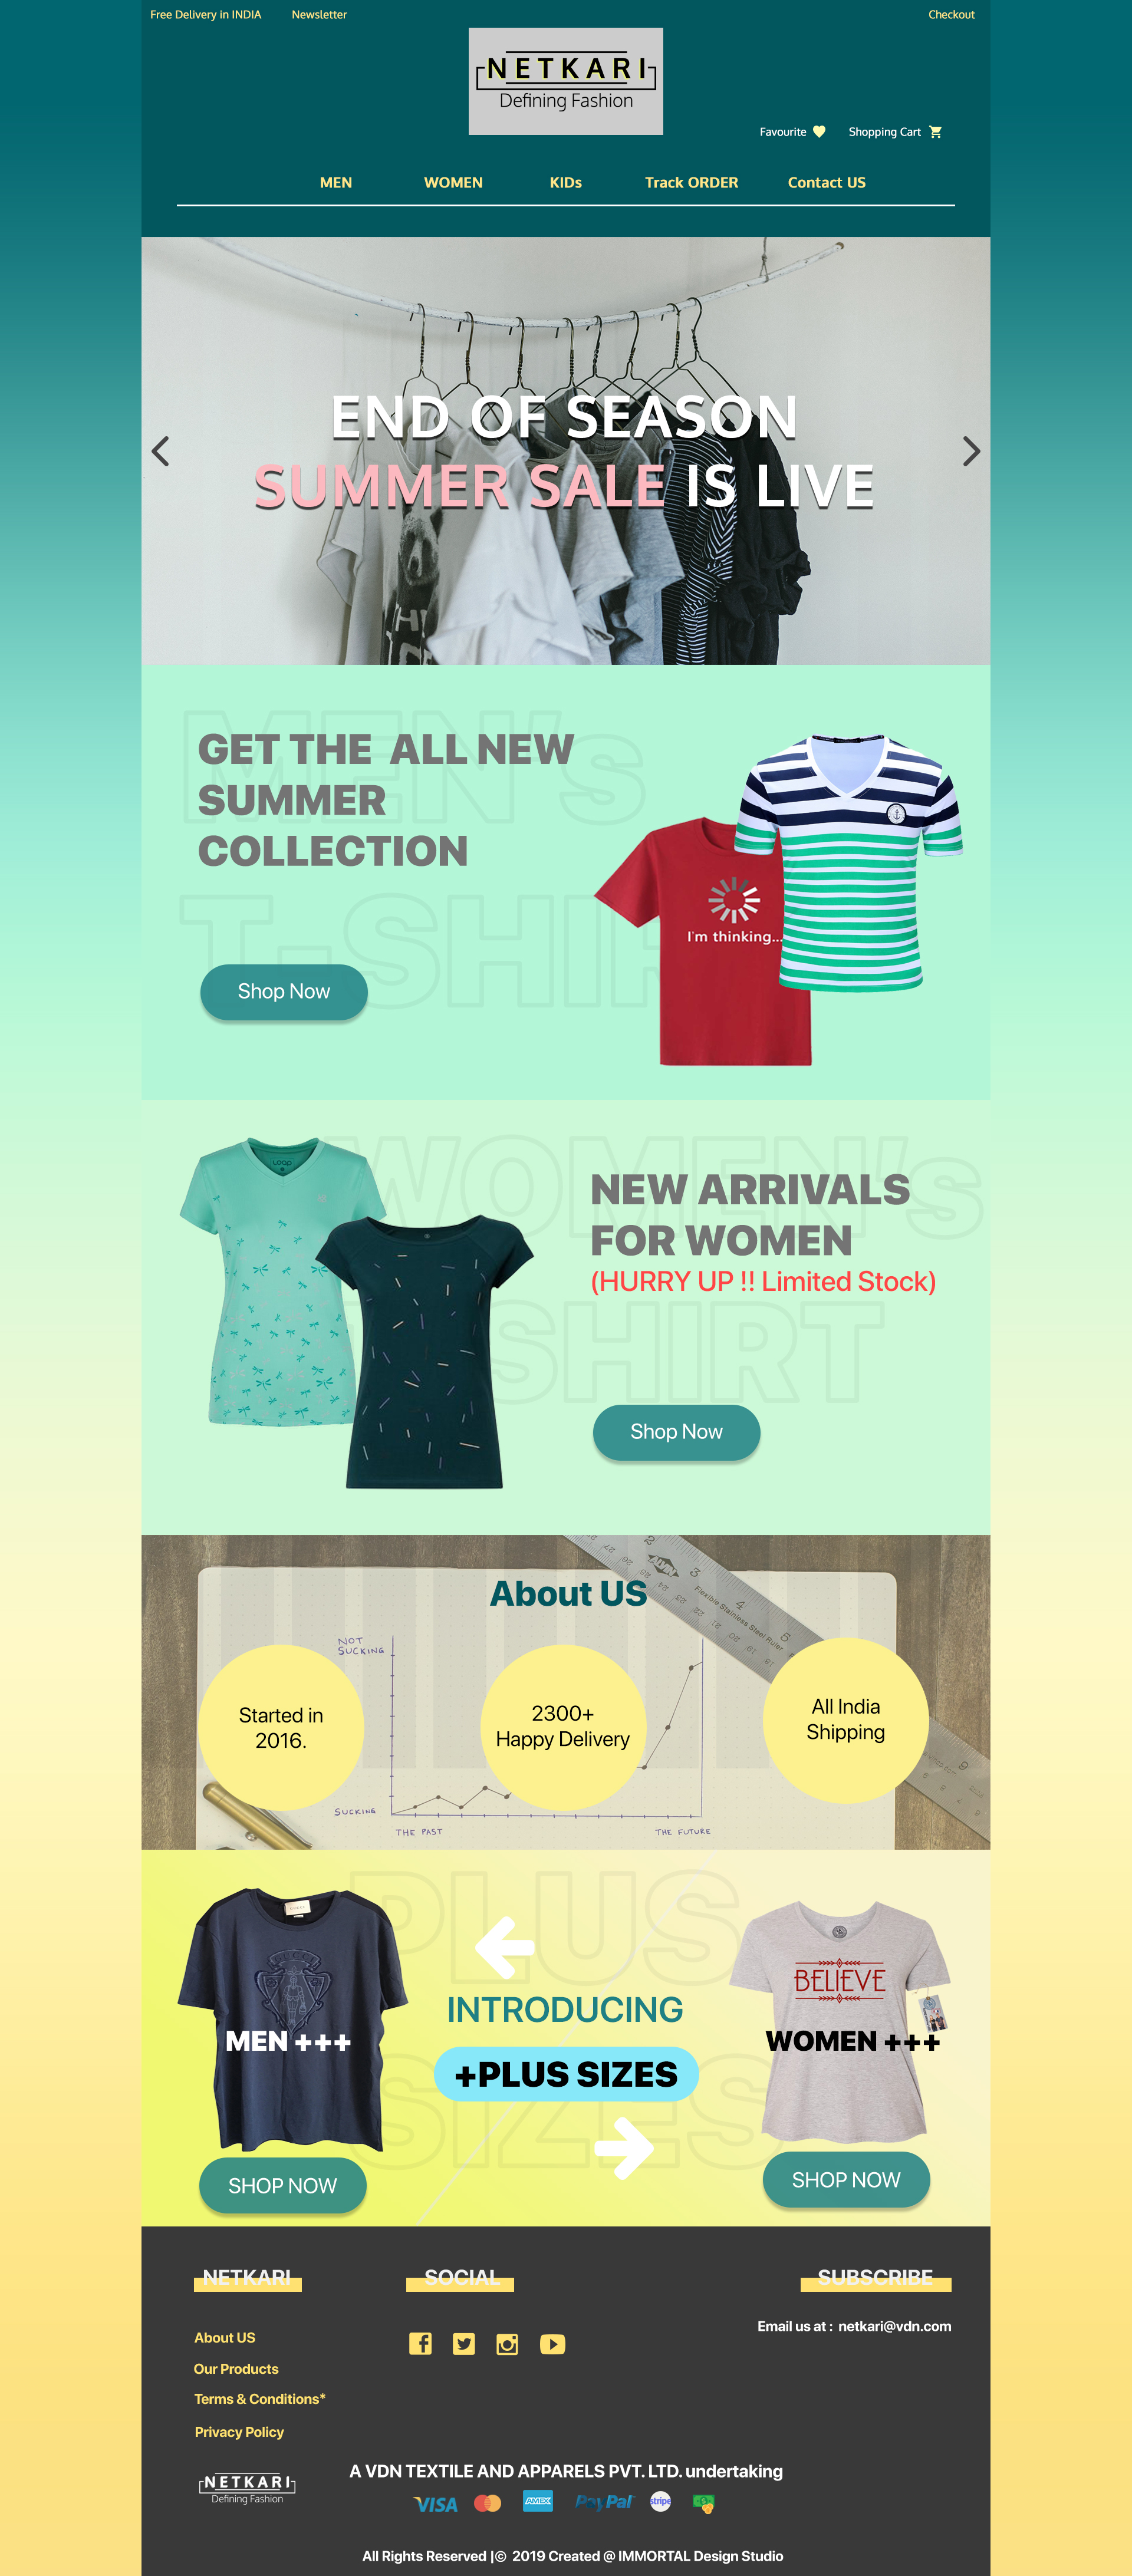 Free Delivery in INDIA
Newsletter
Checkout
NETKARI
Defining Fashion
Favourite
Shopping Cart
MEN
WOMEN
KIDs
Track ORDER
Contact US
END OF SEASON
SUMMER SALE IS LIVE
MEN's
GET THE ALL NEW
SUMMER
COLLECTION
T-SHIR
I'm thinking...
Shop Now
WOMEN's
NEW ARRIVALS
FOR WOMEN
(HURRY UP !! Limited Stock)
SHIRT
Shop Now
About US
Flexible Stainless Steel Ruler
NOT
SUCKING
Started in
2016.
2300+
Happy Delivery
All India
Shipping
SUCKING
THE PAST
THE FUTURE
PLUS
SIZES
GUCCI
BELIEVE
INTRODUCING
MEN +++
WOMEN +++
+PLUS SIZES
SHOP NOW
SHOP NOW
NETKARI
SOCIAL
SUBSCRIBE
Email us at : netkari@vdn.com
About US
Our Products
Terms & Conditions*
Privacy Policy
NETKARI
Defining Fashion
A VDN TEXTILE AND APPARELS PVT. LTD. undertaking
VISA
AMEX
PayPal
stripe
All Rights Reserved |© 2019 Created @ IMMORTAL Design Studio